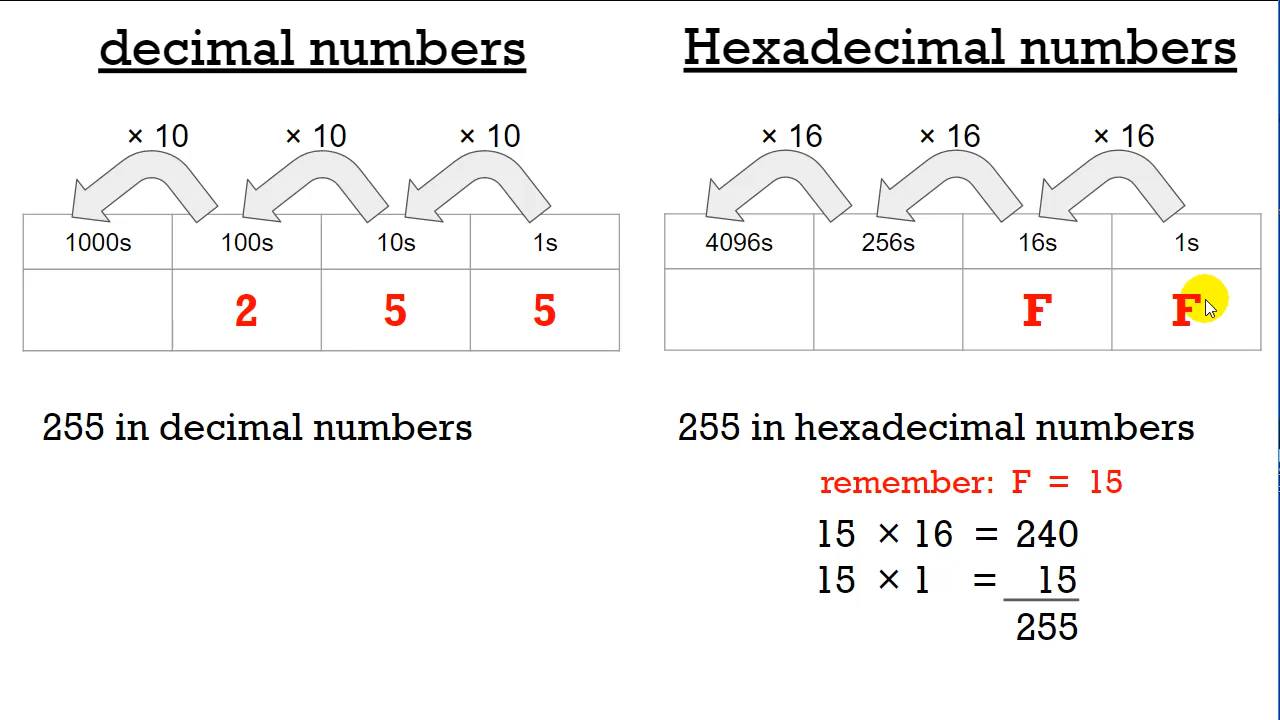 decimal numbers
× 10 × 10 × 10
1000s 100s 10s 1s
2 5 5
255 in decimal numbers
Hexadecimal numbers
× 16 × 16 × 16
4096s 256s 16s 1s
F F
255 in hexadecimal numbers
remember: F = 15
15 × 16 = 240
15 × 1 = 15
255